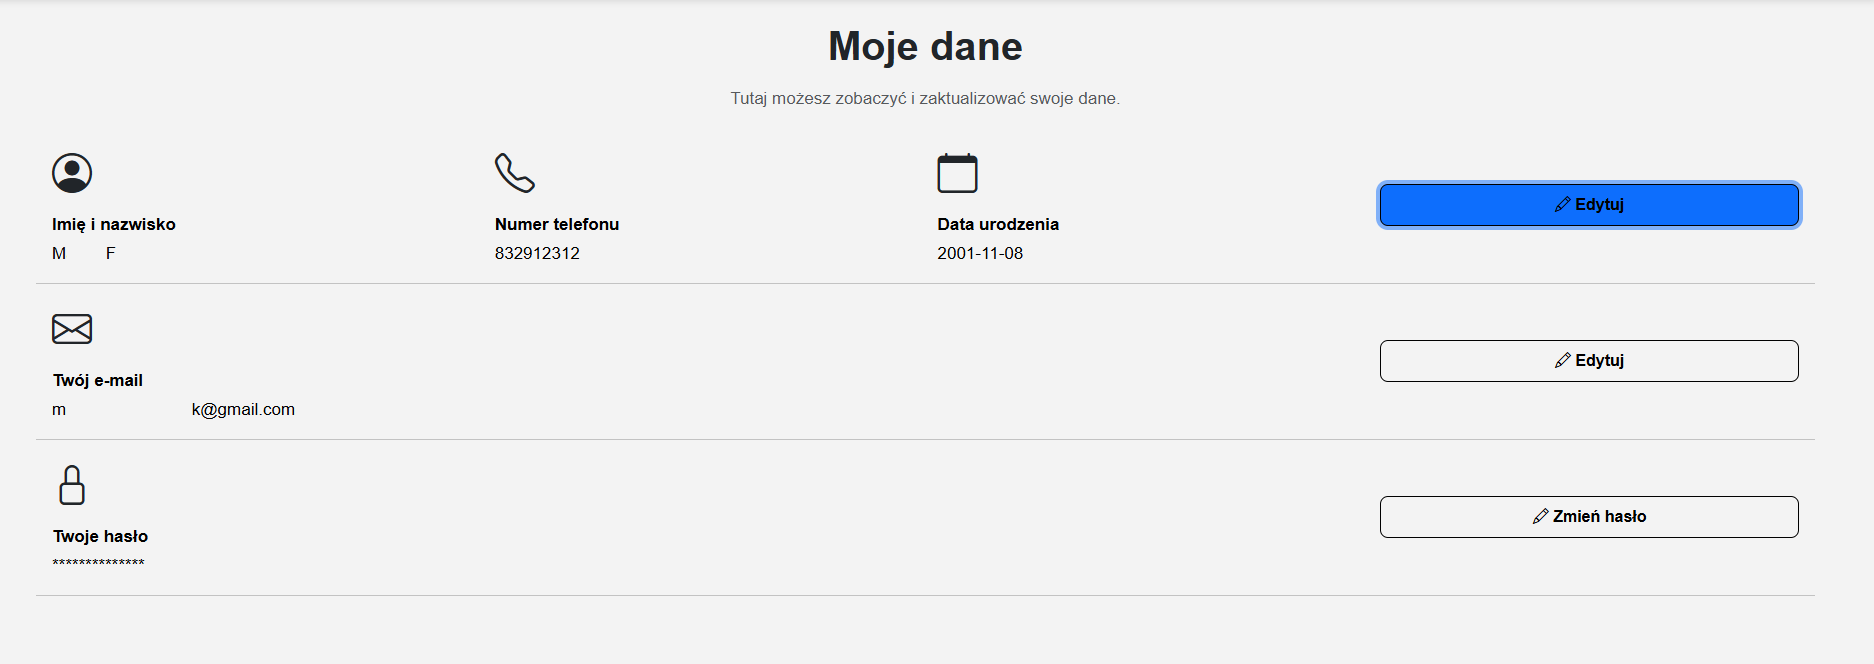 Moje dane
Tutaj możesz zobaczyć i zaktualizować swoje dane.
Imię i nazwisko
M F
Numer telefonu
832912312
Data urodzenia
2001-11-08
Edytuj
Twój e-mail
m k@gmail.com
Edytuj
Twoje hasło
**************
Zmień hasło